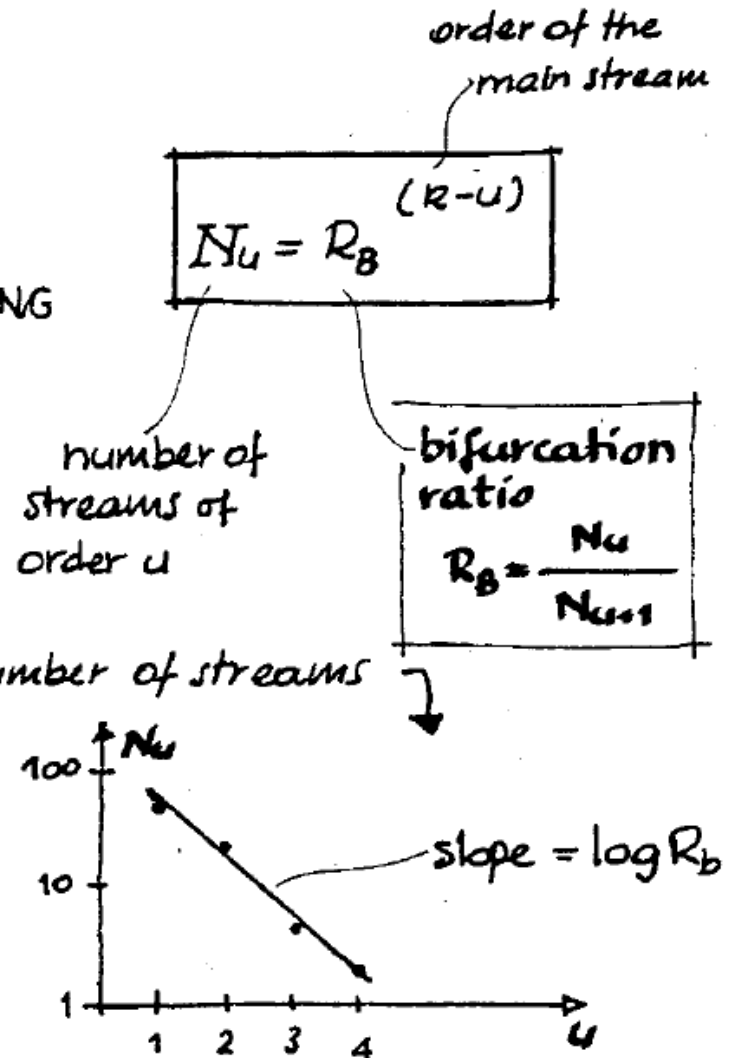 order of the
main stream
(k-u)
Nu = RB
NG
number of
streams of
order u
bifurcation
ratio
RB = Nu
Nu+1
umber of streams
Nu
100
10
1
slope = log Rb
1 2 3 4
u